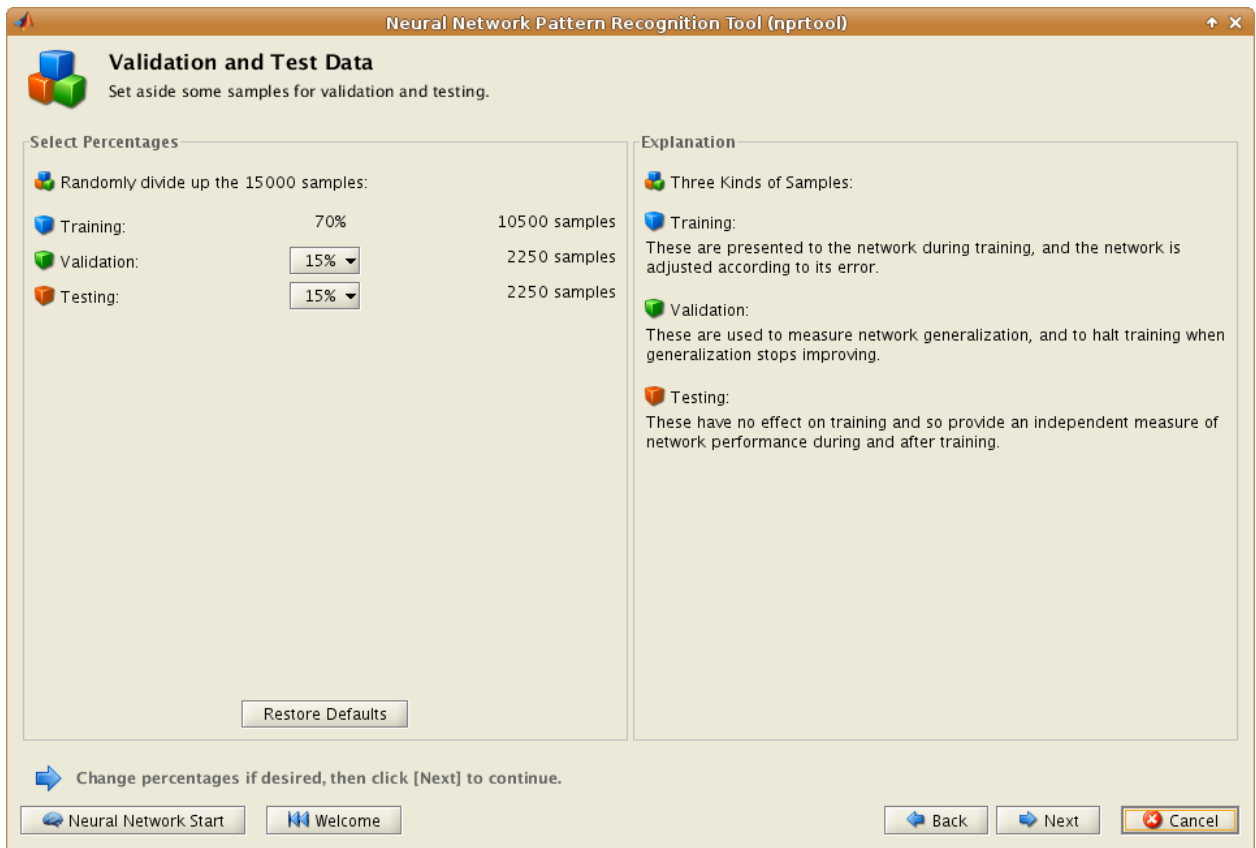 Neural Network Pattern Recognition Tool (nprtool)
Validation and Test Data
Set aside some samples for validation and testing.
Select Percentages
Randomly divide up the 15000 samples:
Training: 70% 10500 samples
Validation: 15% 2250 samples
Testing: 15% 2250 samples
Restore Defaults
Explanation
Three Kinds of Samples:
Training:
These are presented to the network during training, and the network is
adjusted according to its error.
Validation:
These are used to measure network generalization, and to halt training when
generalization stops improving.
Testing:
These have no effect on training and so provide an independent measure of
network performance during and after training.
Change percentages if desired, then click [Next] to continue.
Neural Network Start Welcome Back Next Cancel